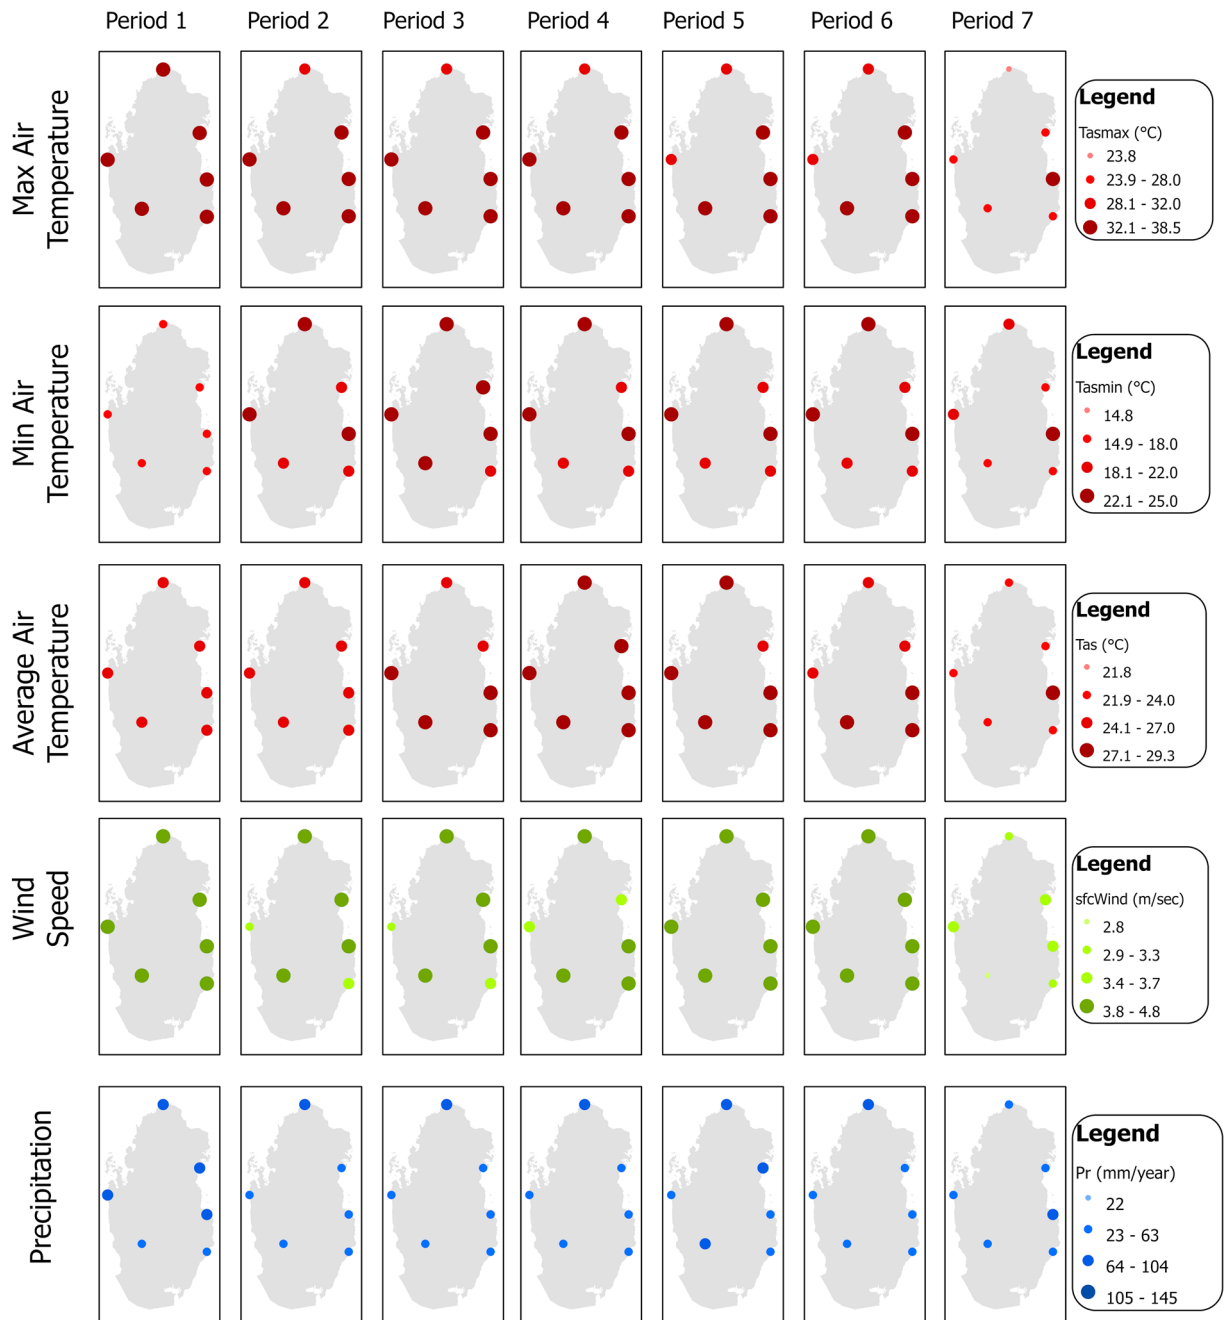 Period 1
Period 2
Period 3
Period 4
Period 5
Period 6
Period 7
Max Air
Temperature
Legend
Tasmax (°C)
23.8
23.9 - 28.0
28.1 - 32.0
32.1 - 38.5
Min Air
Temperature
Legend
Tasmin (°C)
14.8
14.9 - 18.0
18.1 - 22.0
22.1 - 25.0
Average Air
Temperature
Legend
Tas (°C)
21.8
21.9 - 24.0
24.1 - 27.0
27.1 - 29.3
Wind
Speed
Legend
sfcWind (m/sec)
2.8
2.9 - 3.3
3.4 - 3.7
3.8 - 4.8
Precipitation
Legend
Pr (mm/year)
22
23 - 63
64 - 104
105 - 145